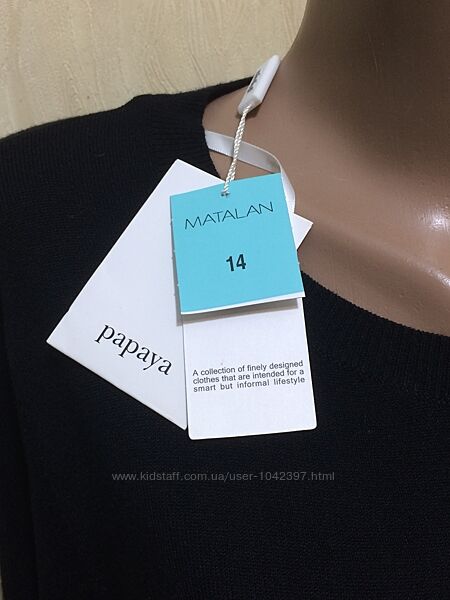 MATALAN
14
papaya
A collection of finely designed
clothes that are intended for a
smart but informal lifestyle
www.kidstaff.com.ua/user-1042397.html